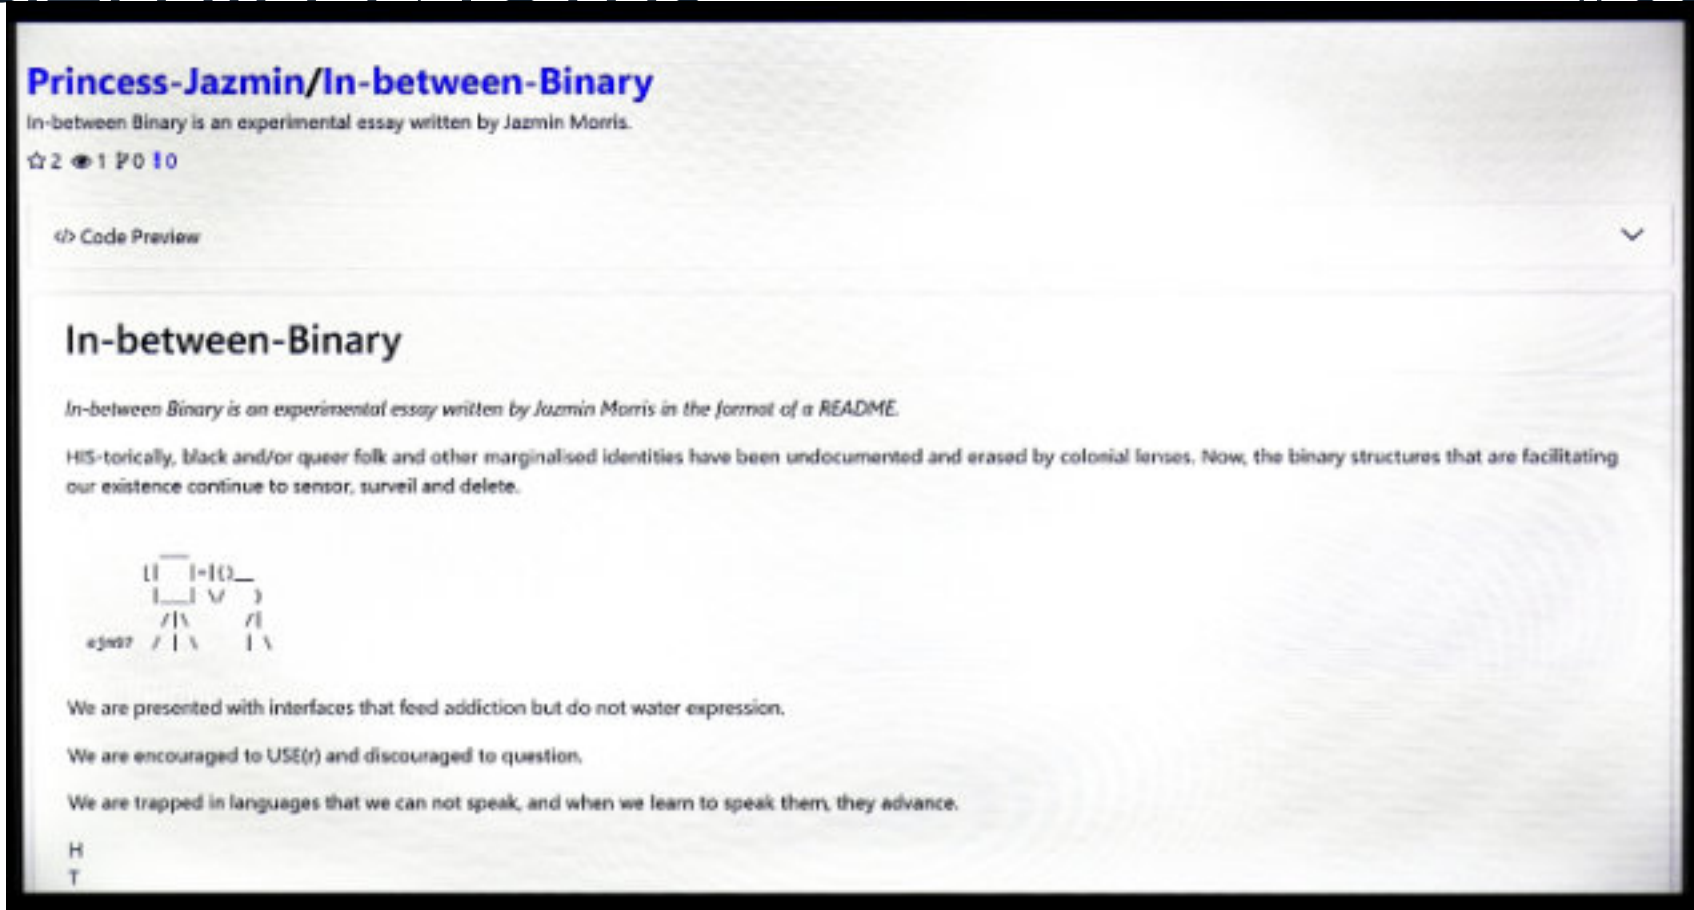 Princess-Jazmin/In-between-Binary
In-between Binary is an experimental essay written by Jazmin Morris.
2 1 0 !0
</> Code Preview
In-between-Binary
In-between Binary is an experimental essay written by Jazmin Morris in the format of a README.
HIS-torically, black and/or queer folk and other marginalised identities have been undocumented and erased by colonial lenses. Now, the binary structures that are facilitating
our existence continue to sensor, surveil and delete.
We are presented with interfaces that feed addiction but do not water expression.
We are encouraged to USE(r) and discouraged to question.
We are trapped in languages that we can not speak, and when we learn to speak them, they advance.
H
T